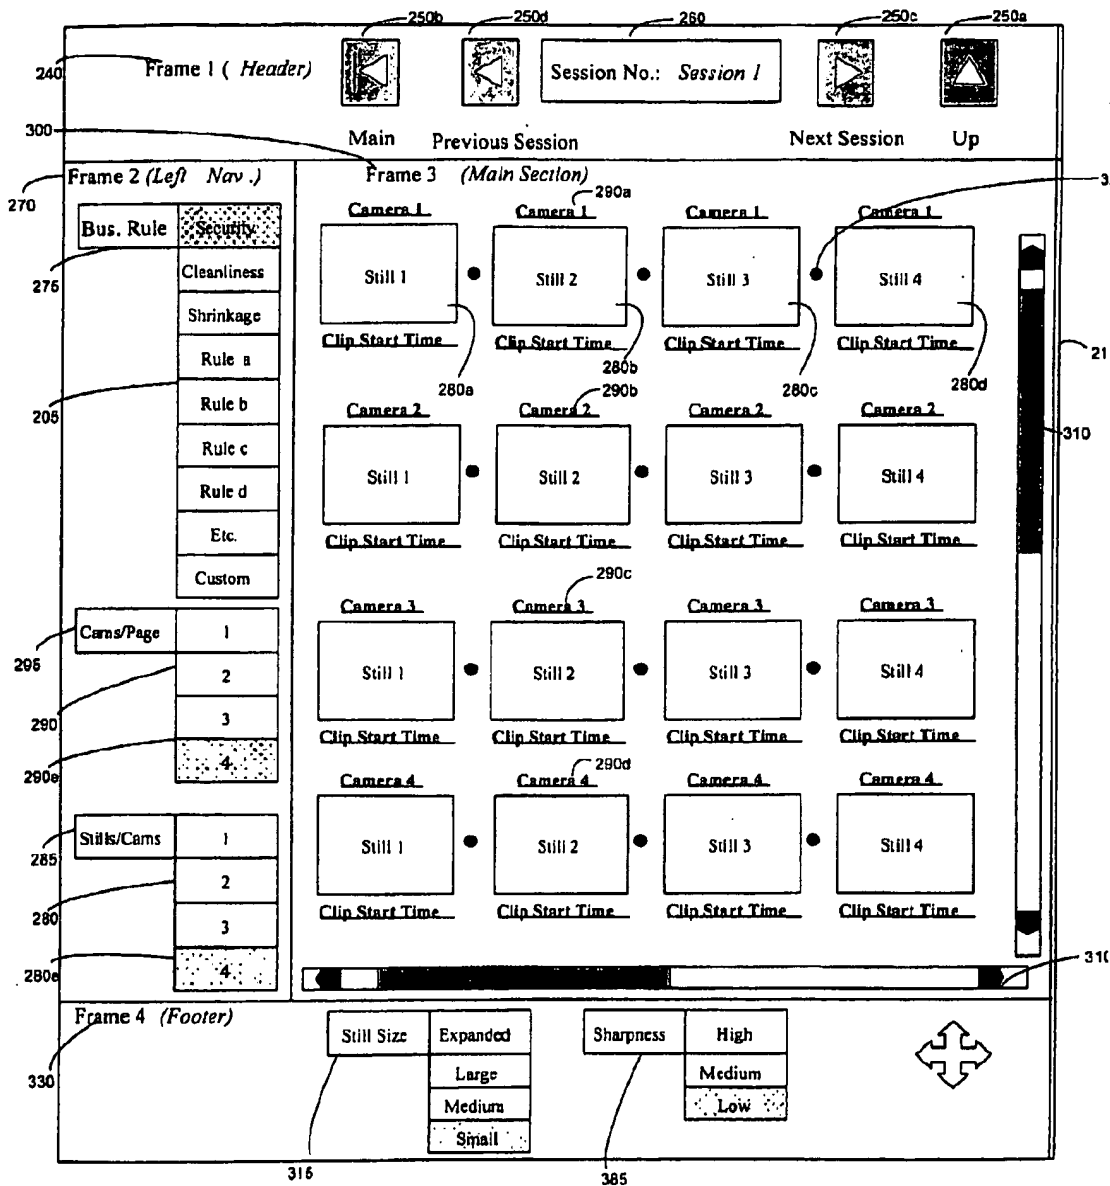 250b 250d 260 250c 250a
240 Frame 1 ( Header) Session No.: Session 1
300 Main Previous Session Next Session Up
Frame 2 (Left Nav.) Frame 3 (Main Section)
270
290a
Camera 1 Camera 1 Camera 1 Camera 1
Bus. Rule Security
Still 1 Still 2 Still 3 Still 4
275 Cleanliness
Shrinkage
Clip Start Time Clip Start Time Clip Start Time Clip Start Time
Rule a
280a 280b 280c 280d
21
205 Rule b
290b
Camera 2 Camera 2 Camera 2 Camera 2
310
Rule c
Still 1 Still 2 Still 3 Still 4
Rule d
Etc.
Clip Start Time Clip Start Time Clip Start Time Clip Start Time
Custom
290c
Camera 3 Camera 3 Camera 3 Camera 3
Cams/Page 1
295
2
Still 1 Still 2 Still 3 Still 4
290 3
Clip Start Time Clip Start Time Clip Start Time Clip Start Time
290e 4
290d
Camera 4 Camera 4 Camera 4 Camera 4
Stills/Cams 1
Still 1 Still 2 Still 3 Still 4
285
2
280
3
Clip Start Time Clip Start Time Clip Start Time Clip Start Time
280e 4
310
Frame 4 (Footer)
Still Size Expanded Sharpness High
330 Large Medium
Medium Low
Small
315 385